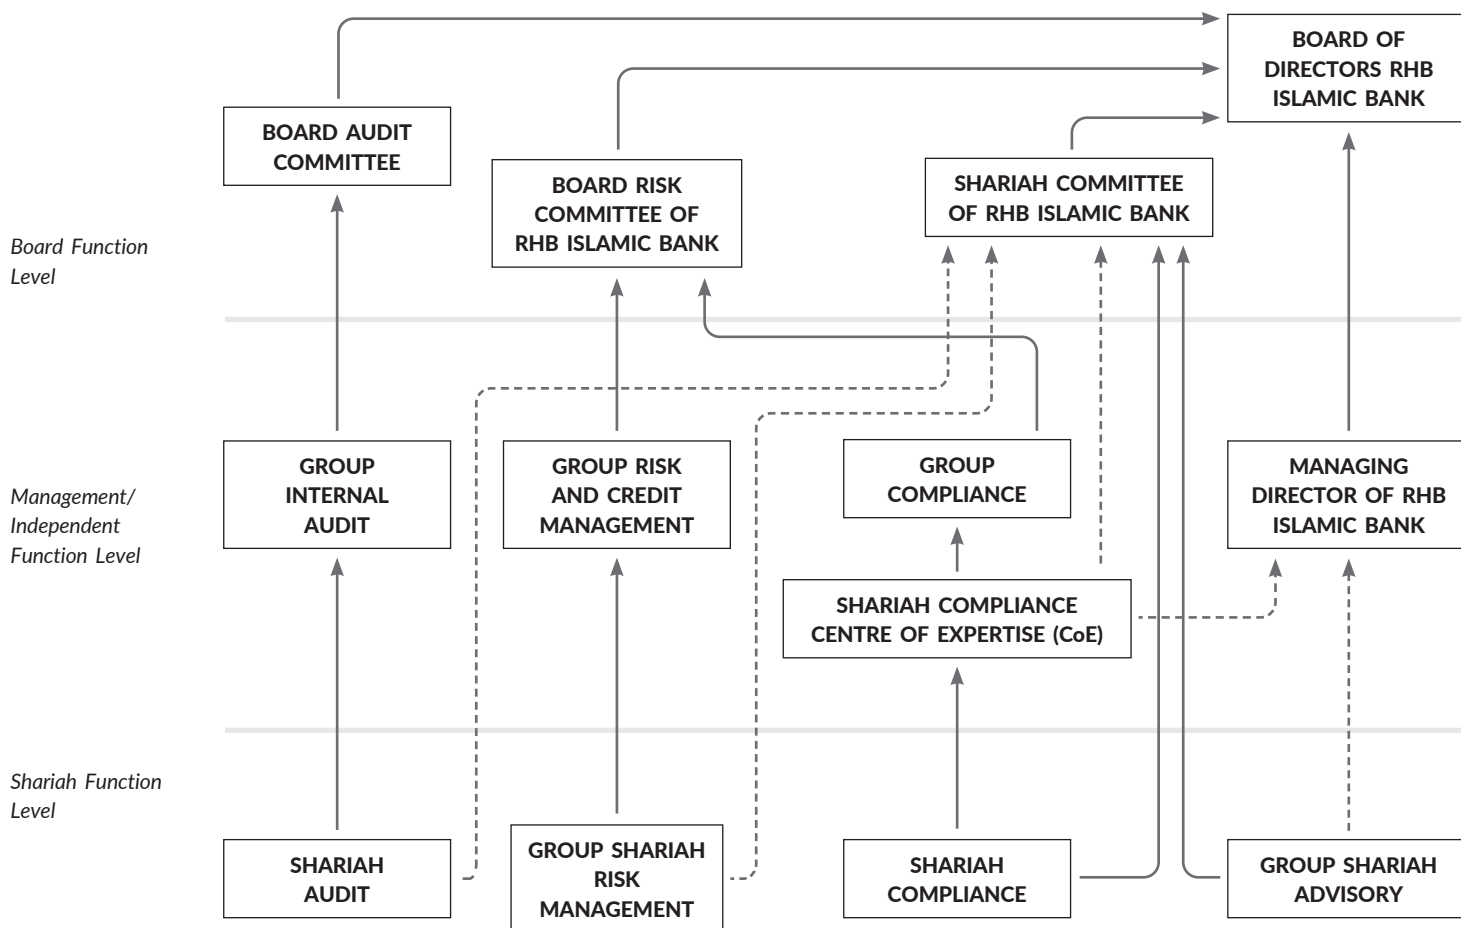 BOARD OF
DIRECTORS RHB
ISLAMIC BANK
BOARD AUDIT
COMMITTEE
BOARD RISK
COMMITTEE OF
RHB ISLAMIC BANK
SHARIAH COMMITTEE
OF RHB ISLAMIC BANK
Board Function
Level
GROUP
INTERNAL
AUDIT
GROUP RISK
AND CREDIT
MANAGEMENT
GROUP
COMPLIANCE
MANAGING
DIRECTOR OF RHB
ISLAMIC BANK
Management/
Independent
Function Level
SHARIAH COMPLIANCE
CENTRE OF EXPERTISE (CoE)
Shariah Function
Level
SHARIAH
AUDIT
GROUP SHARIAH
RISK
MANAGEMENT
SHARIAH
COMPLIANCE
GROUP SHARIAH
ADVISORY